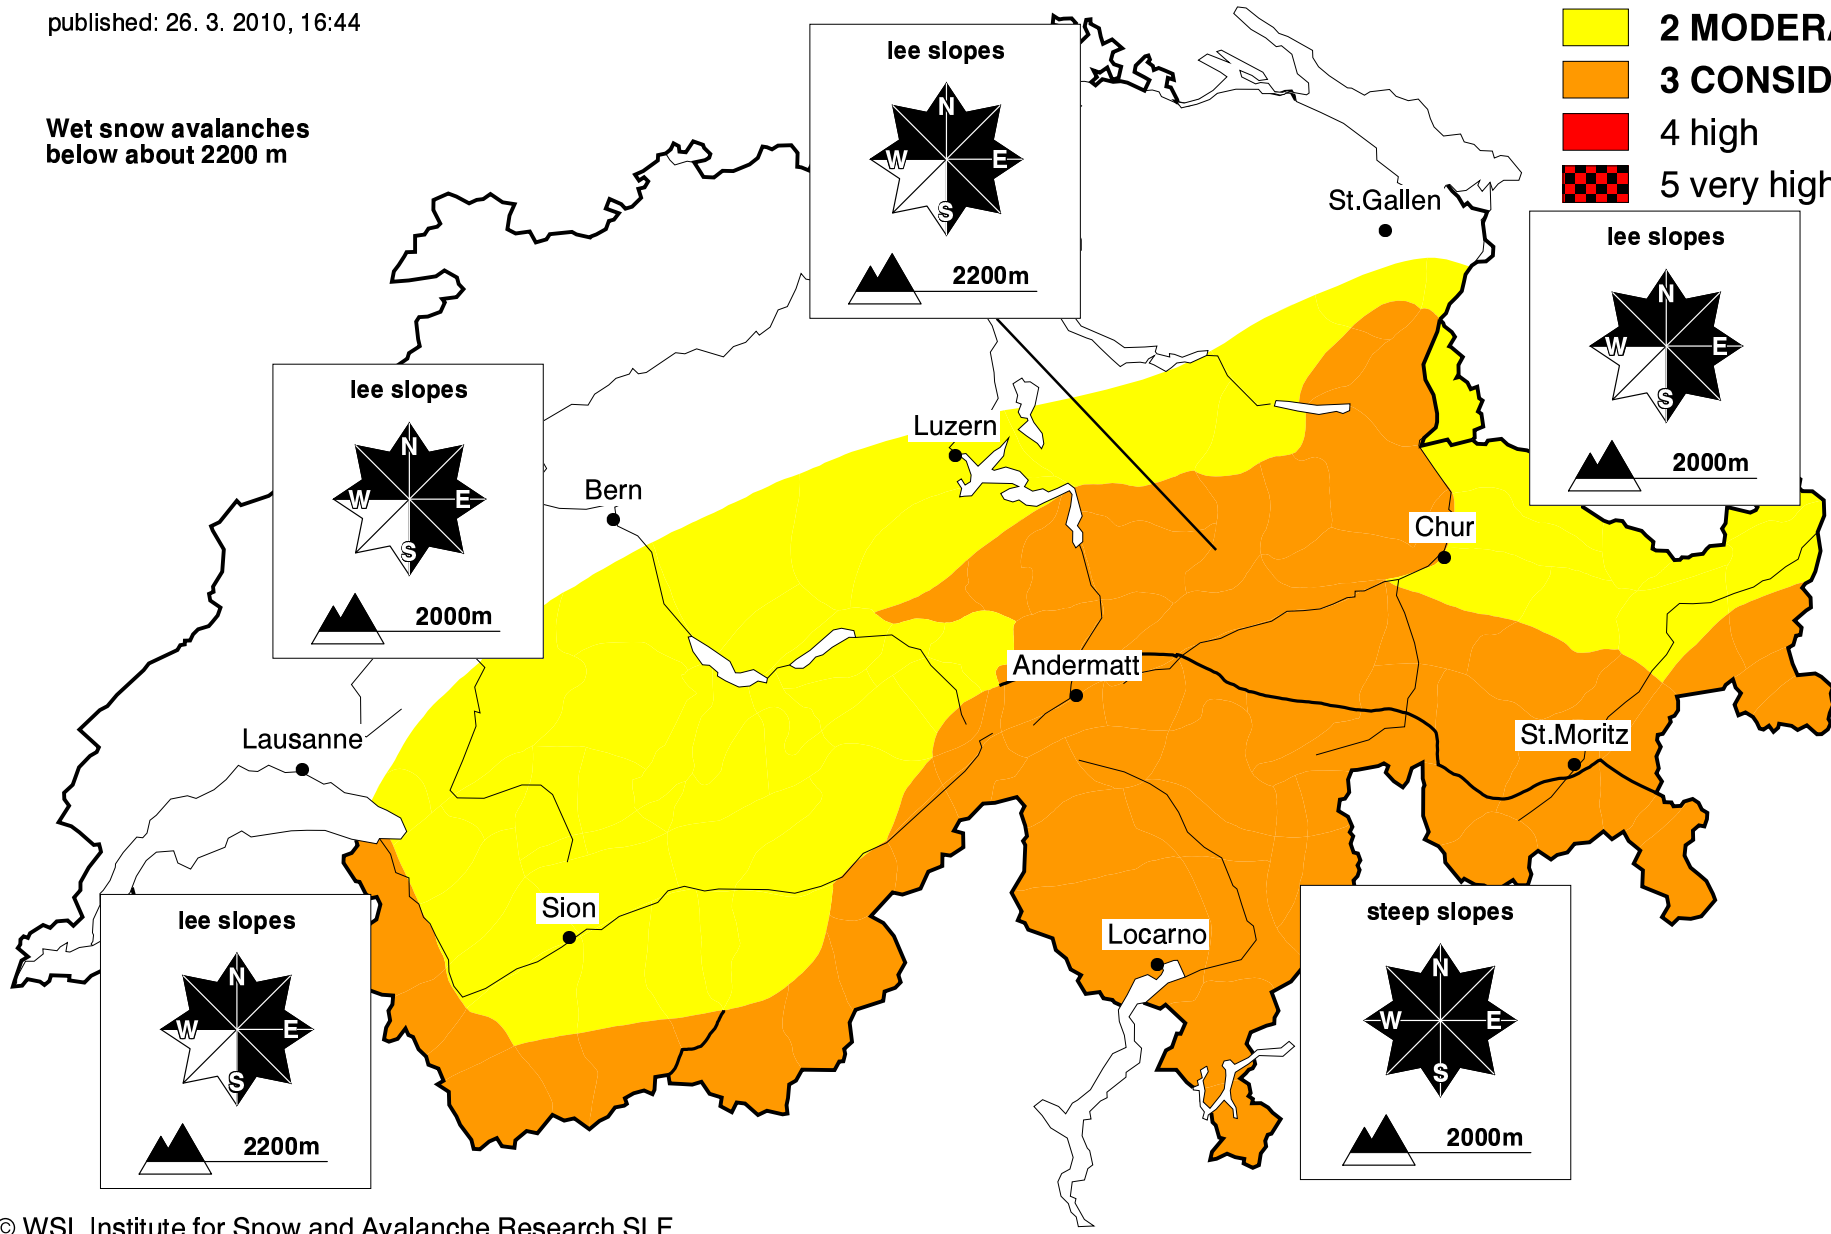 published: 26. 3. 2010, 16:44
Wet snow avalanches
below about 2200 m
2 MODERA
3 CONSID
4 high
5 very high
lee slopes
N
W E
S
2200m
St.Gallen
lee slopes
N
W E
S
2000m
lee slopes
N
W E
S
2000m
Luzern
Bern
Chur
Andermatt
Lausanne
St.Moritz
Sion
Locarno
lee slopes
N
W E
S
2200m
steep slopes
N
W E
S
2000m
© WSL Institute for Snow and Avalanche Research SLF